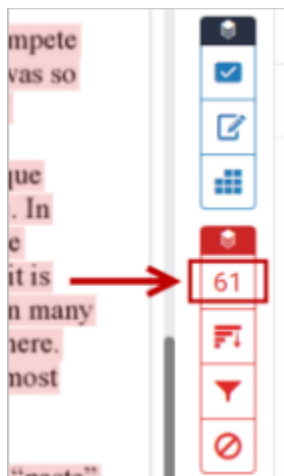 mpete
was so
que
. In
e
it is
n many
here.
most
61
"paste"